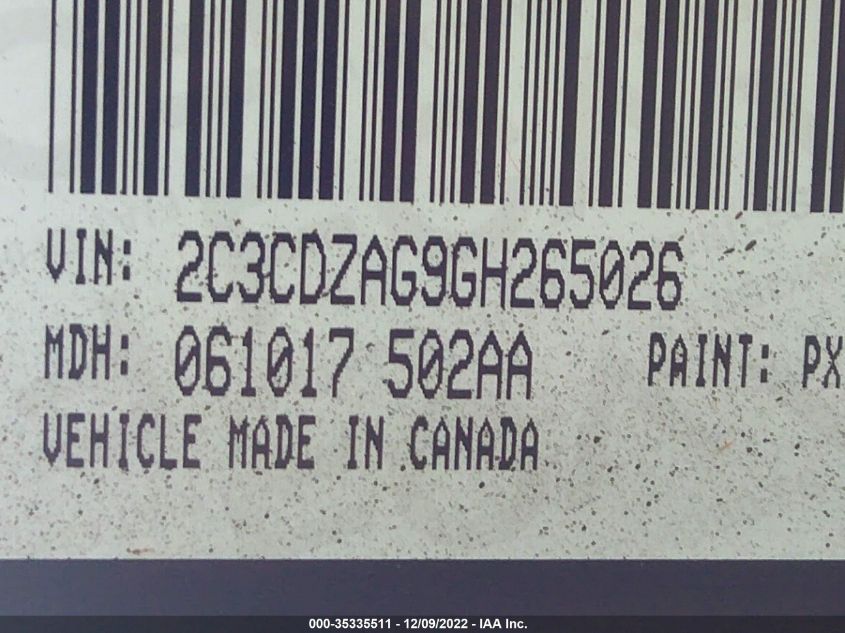 VIN: 2C3CDZAG9GH265026
MDH: 061017 502AA PAINT: PX
VEHICLE MADE IN CANADA
000-35335511 - 12/09/2022 - IAA Inc.